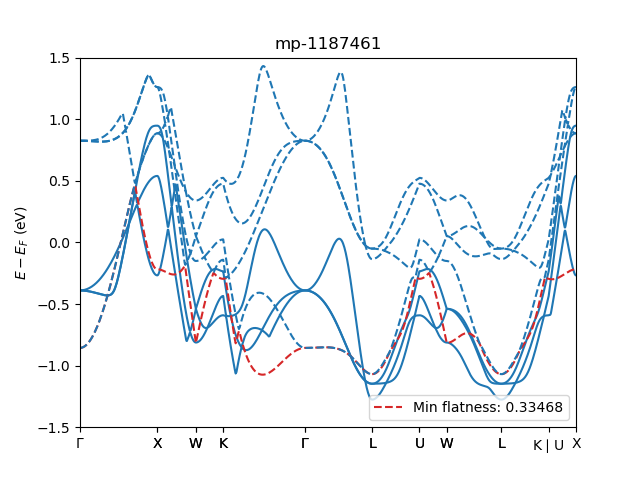 mp-1187461
E − E_F (eV)
1.5
1.0
0.5
0.0
−0.5
−1.0
−1.5
Min flatness: 0.33468
Γ X W K Γ L U W L K | U X